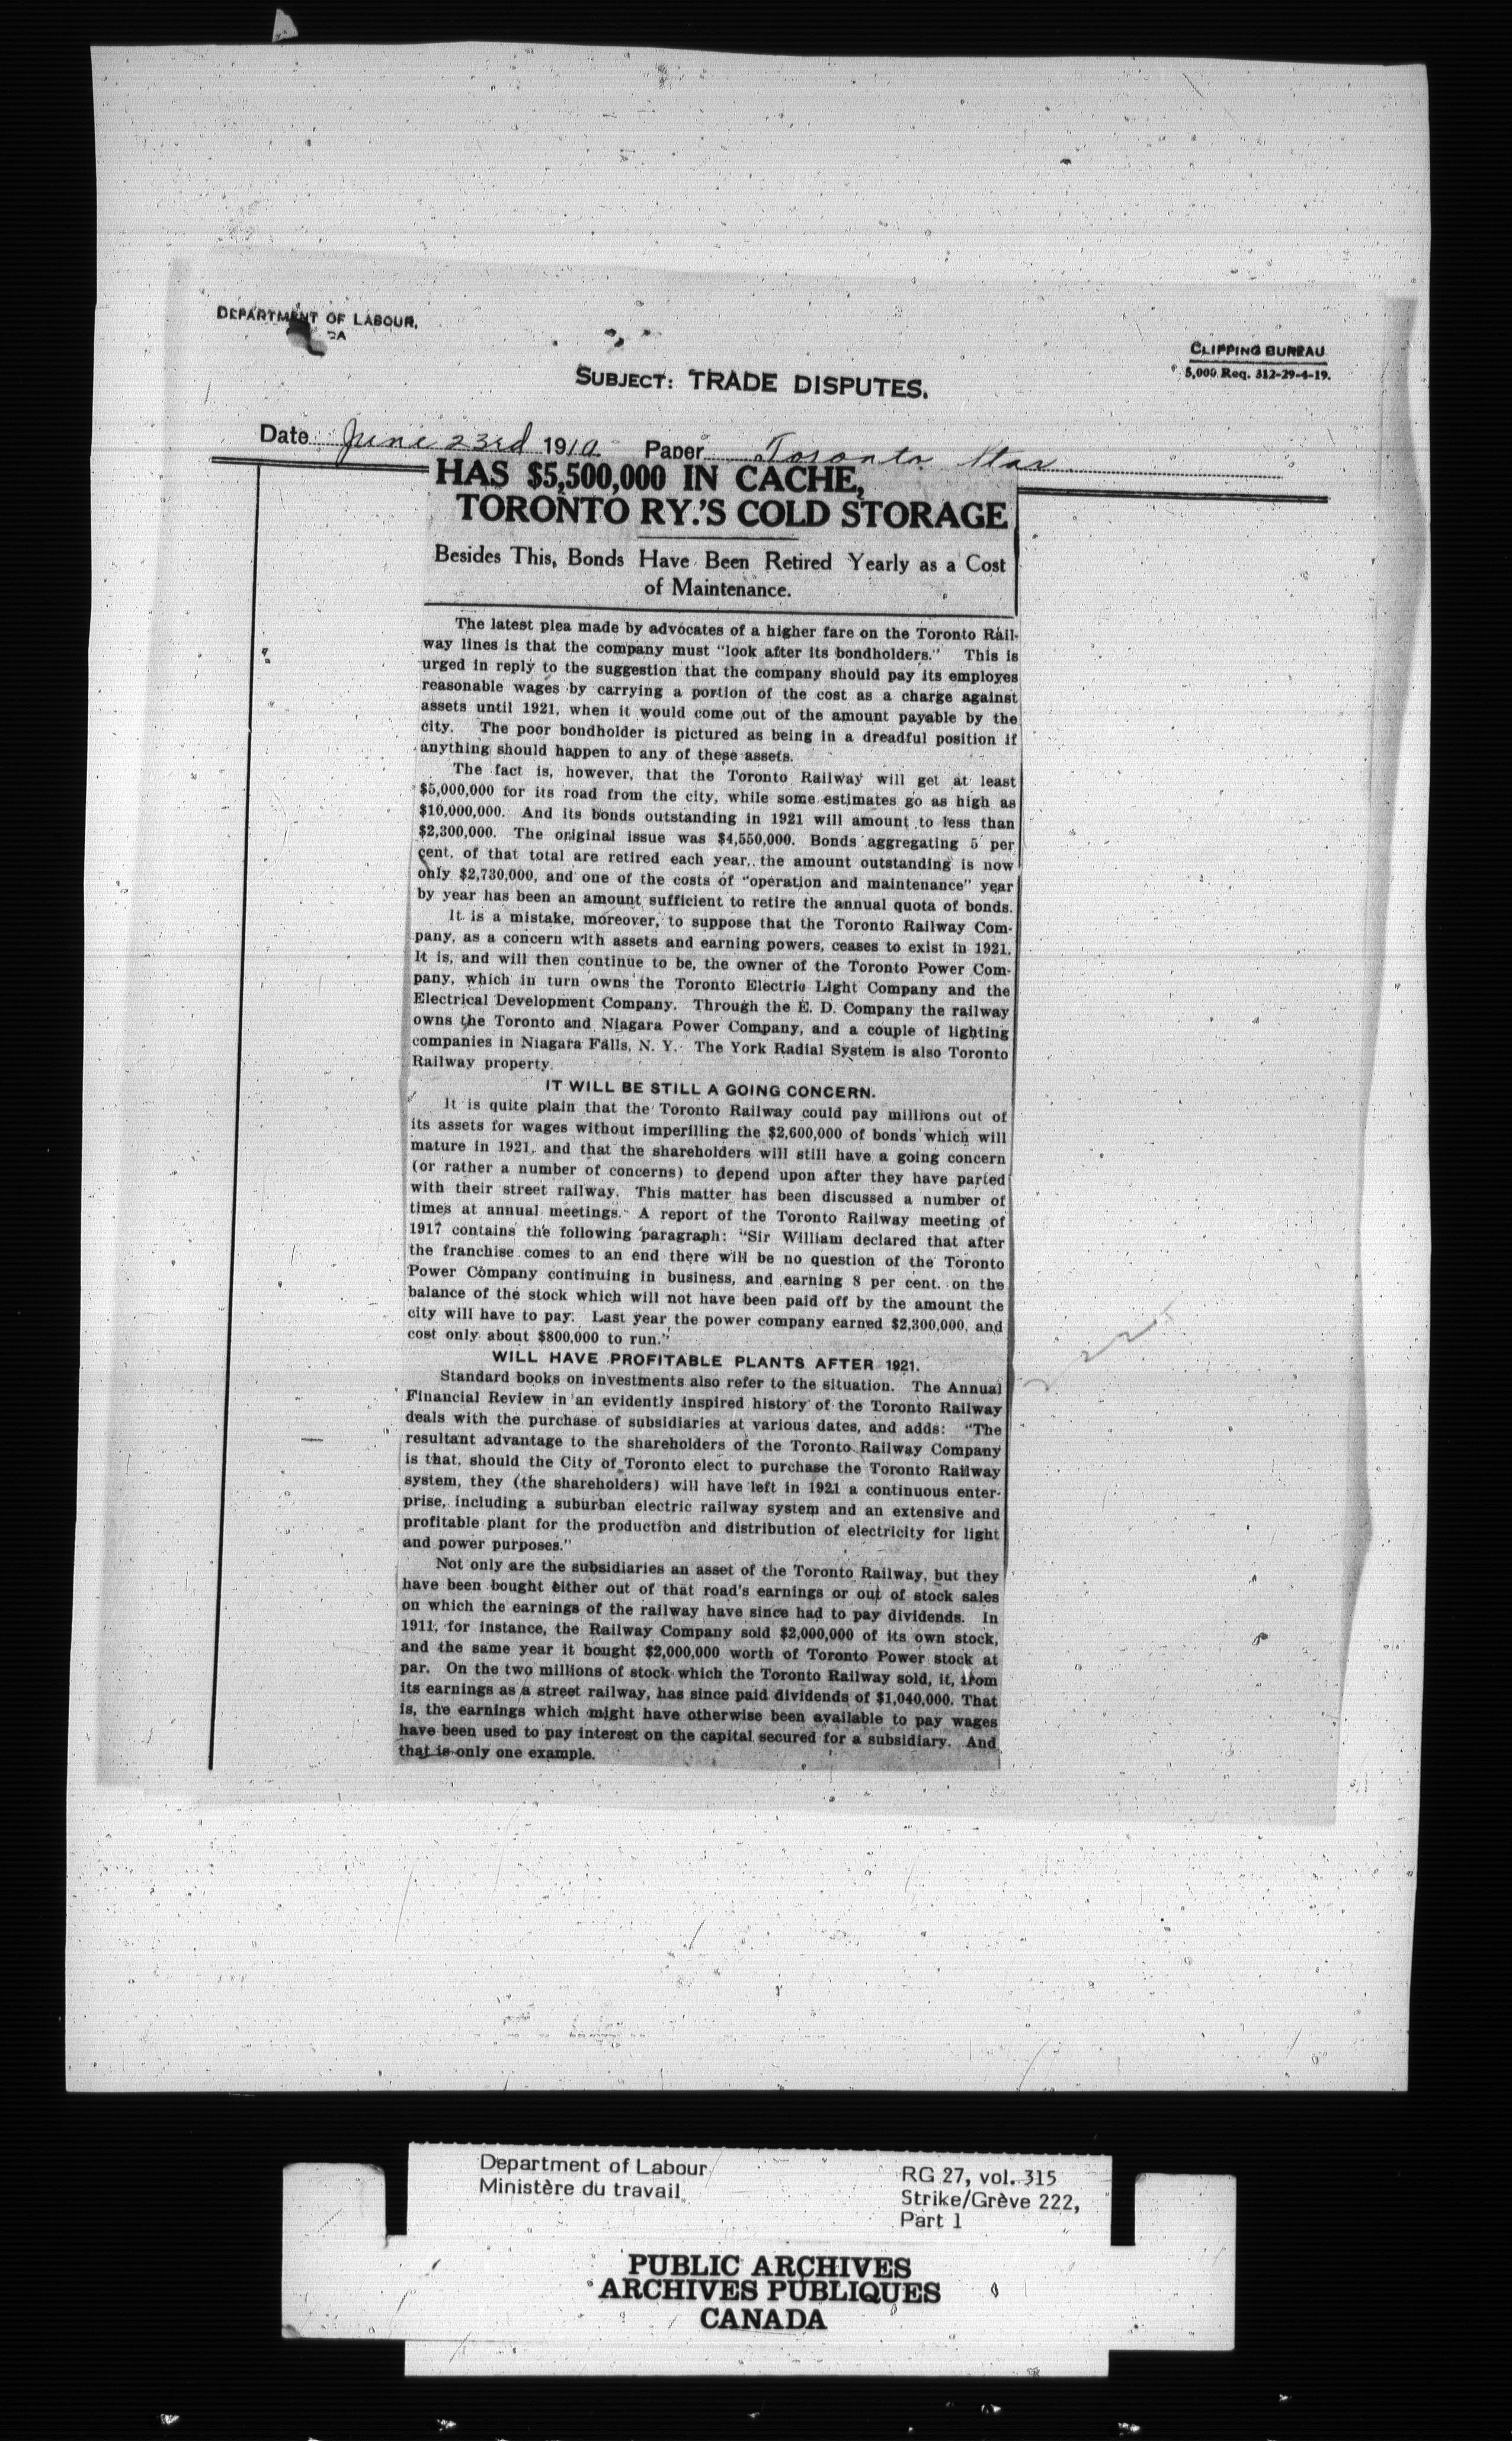 DEPARTMENT OF LABOUR,
DA
CLIPPING BUREAU
5,000 Req. 312-29-4-19.
SUBJECT: TRADE DISPUTES.
Date June 23rd 1919 Paper Toronto Star
HAS $5,500,000 IN CACHE,
TORONTO RY.'S COLD STORAGE
Besides This, Bonds Have Been Retired Yearly as a Cost
of Maintenance.
The latest plea made by advocates of a higher fare on the Toronto Rail-
way lines is that the company must "look after its bondholders." This is
urged in reply to the suggestion that the company should pay its employes
reasonable wages by carrying a portion of the cost as a charge against
assets until 1921, when it would come out of the amount payable by the
city. The poor bondholder is pictured as being in a dreadful position if
anything should happen to any of these assets.
The fact is, however, that the Toronto Railway will get at least
$5,000,000 for its road from the city, while some estimates go as high as
$10,000,000. And its bonds outstanding in 1921 will amount to less than
$2,300,000. The original issue was $4,550,000. Bonds aggregating 5 per
cent. of that total are retired each year, the amount outstanding is now
only $2,730,000, and one of the costs of "operation and maintenance" year
by year has been an amount sufficient to retire the annual quota of bonds.
It is a mistake, moreover, to suppose that the Toronto Railway Com-
pany, as a concern with assets and earning powers, ceases to exist in 1921.
It is, and will then continue to be, the owner of the Toronto Power Com-
pany, which in turn owns the Toronto Electric Light Company and the
Electrical Development Company. Through the E. D. Company the railway
owns the Toronto and Niagara Power Company, and a couple of lighting
companies in Niagara Falls, N. Y. The York Radial System is also Toronto
Railway property.
IT WILL BE STILL A GOING CONCERN.
It is quite plain that the Toronto Railway could pay millions out of
its assets for wages without imperilling the $2,600,000 of bonds which will
mature in 1921, and that the shareholders will still have a going concern
(or rather a number of concerns) to depend upon after they have parted
with their street railway. This matter has been discussed a number of
times at annual meetings. A report of the Toronto Railway meeting of
1917 contains the following paragraph: "Sir William declared that after
the franchise comes to an end there will be no question of the Toronto
Power Company continuing in business, and earning 8 per cent. on the
balance of the stock which will not have been paid off by the amount the
city will have to pay. Last year the power company earned $2,300,000, and
cost only about $800,000 to run."
WILL HAVE PROFITABLE PLANTS AFTER 1921.
Standard books on investments also refer to the situation. The Annual
Financial Review in an evidently inspired history of the Toronto Railway
deals with the purchase of subsidiaries at various dates, and adds: "The
resultant advantage to the shareholders of the Toronto Railway Company
is that, should the City of Toronto elect to purchase the Toronto Railway
system, they (the shareholders) will have left in 1921 a continuous enter-
prise, including a suburban electric railway system and an extensive and
profitable plant for the production and distribution of electricity for light
and power purposes."
Not only are the subsidiaries an asset of the Toronto Railway, but they
have been bought either out of that road's earnings or out of stock sales
on which the earnings of the railway have since had to pay dividends. In
1911, for instance, the Railway Company sold $2,000,000 of its own stock,
and the same year it bought $2,000,000 worth of Toronto Power stock at
par. On the two millions of stock which the Toronto Railway sold, it, from
its earnings as a street railway, has since paid dividends of $1,040,000. That
is, the earnings which might have otherwise been available to pay wages
have been used to pay interest on the capital secured for a subsidiary. And
that is only one example.
Department of Labour
Ministère du travail
RG 27, vol. 315
Strike/Grève 222,
Part 1
PUBLIC ARCHIVES
ARCHIVES PUBLIQUES
CANADA